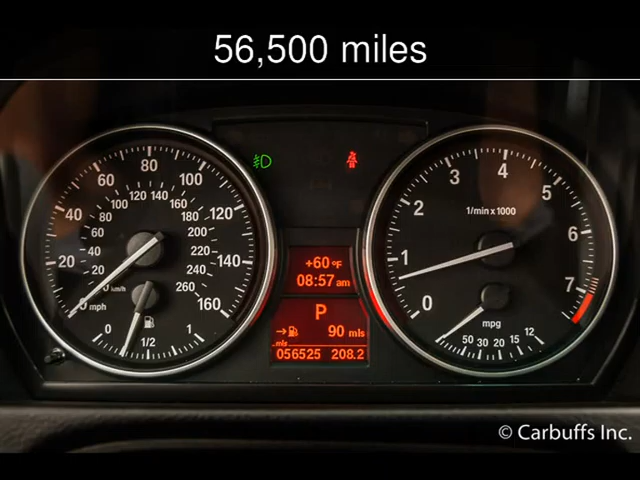 56,500 miles
0 20 40 60 80 100 120 140 160
mph
0 20 40 60 80 100 120 140 160 180 200 220 240 260
km/h
0 1/2 1
+60 °F
08:57 am
P
90 mls
mls
056525 208.2
0 1 2 3 4 5 6 7
1/min x 1000
mpg
50 30 20 15 12
© Carbuffs Inc.